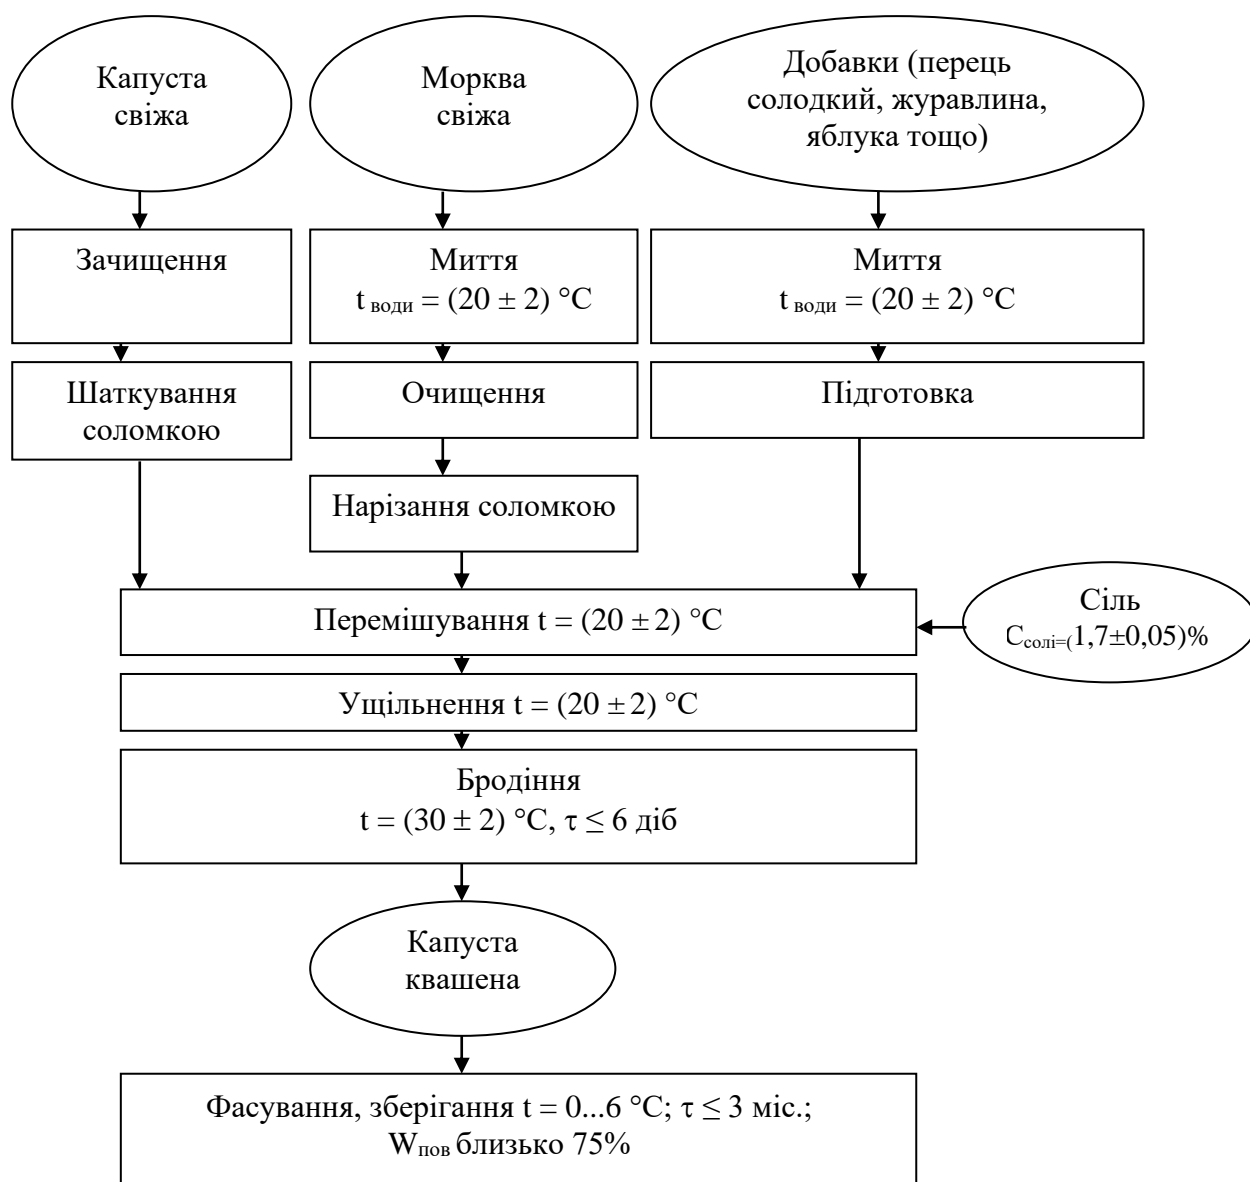 Капуста
свіжа
Морква
свіжа
Добавки (перець
солодкий, журавлина,
яблука тощо)
Зачищення
Миття
t води = (20 ± 2) °C
Миття
t води = (20 ± 2) °C
Шаткування
соломкою
Очищення
Підготовка
Нарізання соломкою
Перемішування t = (20 ± 2) °C
Сіль
Cсолі=(1,7±0,05)%
Ущільнення t = (20 ± 2) °C
Бродіння
t = (30 ± 2) °C, τ ≤ 6 діб
Капуста
квашена
Фасування, зберігання t = 0...6 °C; τ ≤ 3 міс.;
Wпов близько 75%